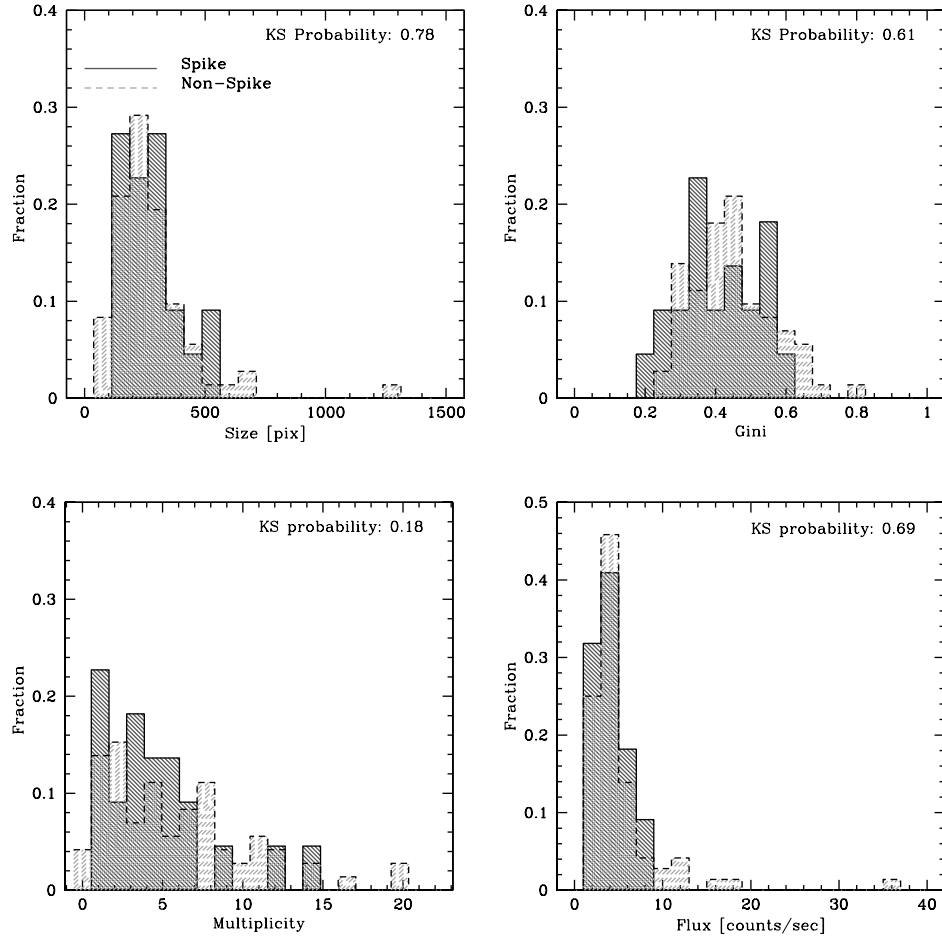 0.4
0.3
0.2
0.1
0
Fraction
KS Probability: 0.78
Spike
Non-Spike
0 500 1000 1500
Size [pix]
0.4
0.3
0.2
0.1
0
Fraction
KS Probability: 0.61
0 0.2 0.4 0.6 0.8 1
Gini
0.4
0.3
0.2
0.1
0
Fraction
KS probability: 0.18
0 5 10 15 20
Multiplicity
0.5
0.4
0.3
0.2
0.1
0
Fraction
KS probability: 0.69
0 10 20 30 40
Flux [counts/sec]